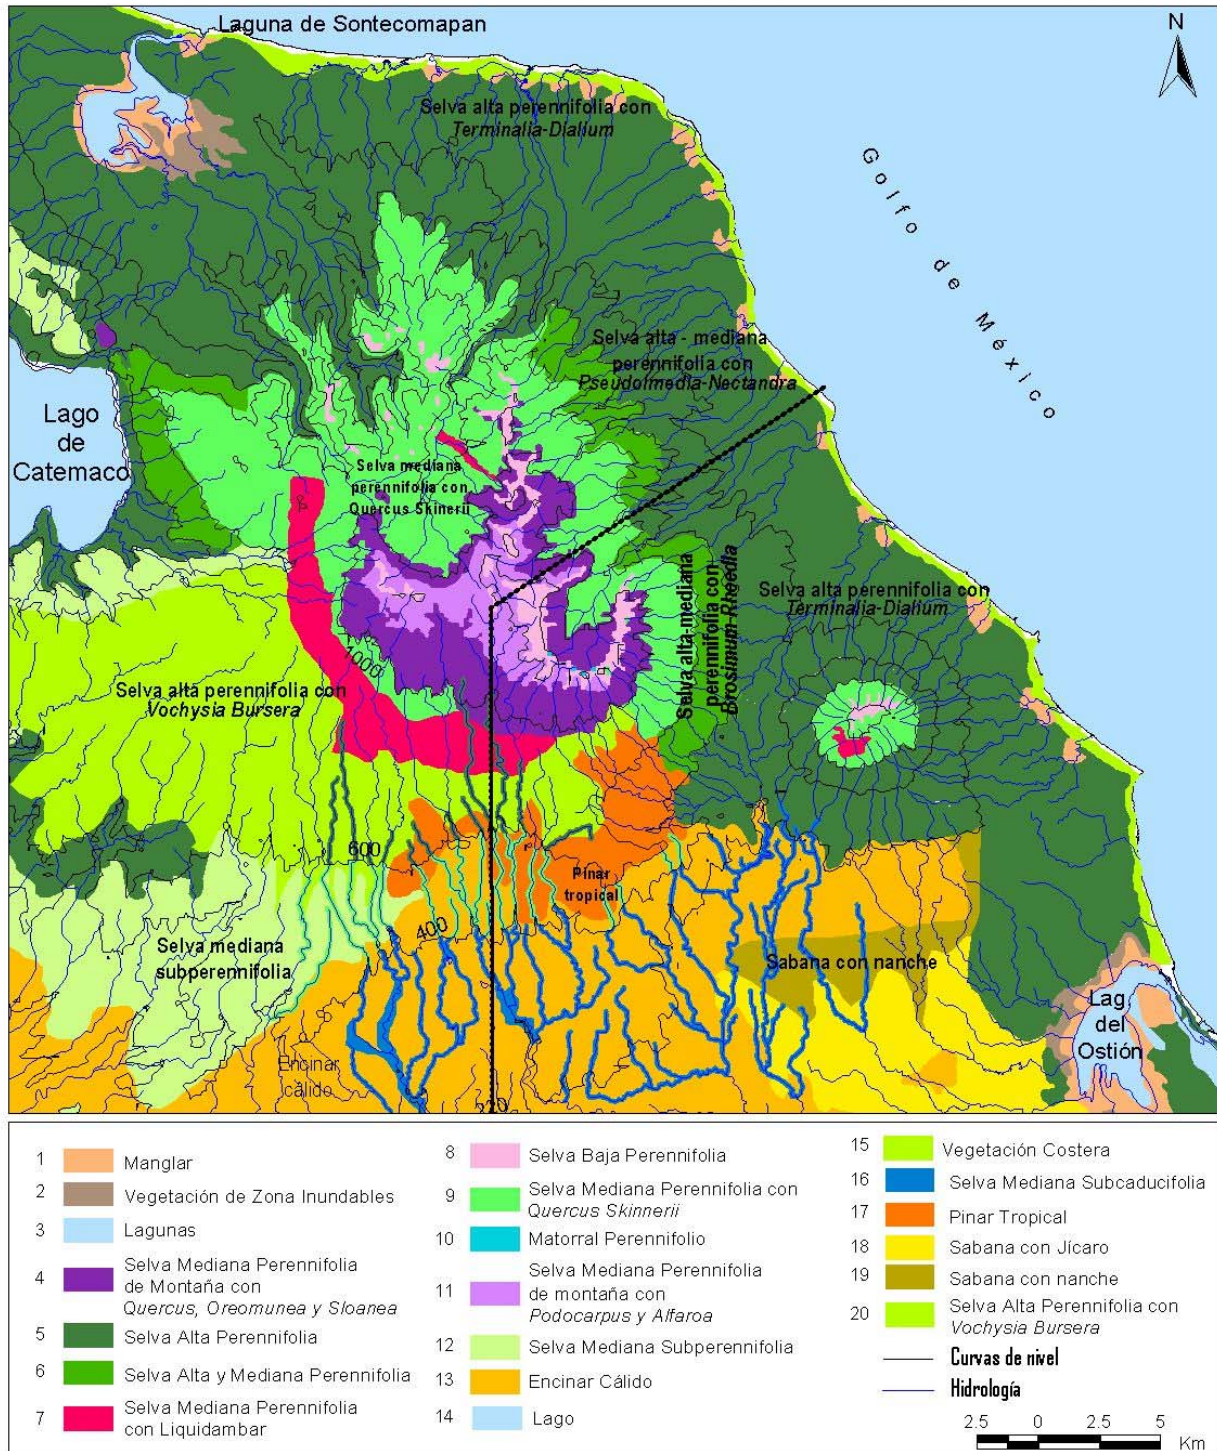 Laguna de Sontecomapan
N
Selva alta perennifolia con
Terminalia-Dialium
Golfo de México
Selva alta - mediana
perennifolia con
Pseudolmedia-Nectandra
Lago
de
Catemaco
Selva mediana
perennifolia con
Quercus Skinerii
Selva alta-mediana
perennifolia con
Brosimum-Rheedia
Selva alta perennifolia con
Terminalia-Dialium
1000
Selva alta perennifolia con
Vochysia Bursera
600
Pinar
tropical
400
Selva mediana
subperennifolia
Sabana con nanche
Lag.
del
Ostión
Encinar
cálido
220
1 Manglar
2 Vegetación de Zona Inundables
3 Lagunas
4 Selva Mediana Perennifolia
de Montaña con
Quercus, Oreomunea y Sloanea
5 Selva Alta Perennifolia
6 Selva Alta y Mediana Perennifolia
7 Selva Mediana Perennifolia
con Liquidambar
8 Selva Baja Perennifolia
9 Selva Mediana Perennifolia con
Quercus Skinnerii
10 Matorral Perennifolio
11 Selva Mediana Perennifolia
de montaña con
Podocarpus y Alfaroa
12 Selva Mediana Subperennifolia
13 Encinar Cálido
14 Lago
15 Vegetación Costera
16 Selva Mediana Subcaducifolia
17 Pinar Tropical
18 Sabana con Jícaro
19 Sabana con nanche
20 Selva Alta Perennifolia con
Vochysia Bursera
Curvas de nivel
Hidrología
2.5 0 2.5 5
Km